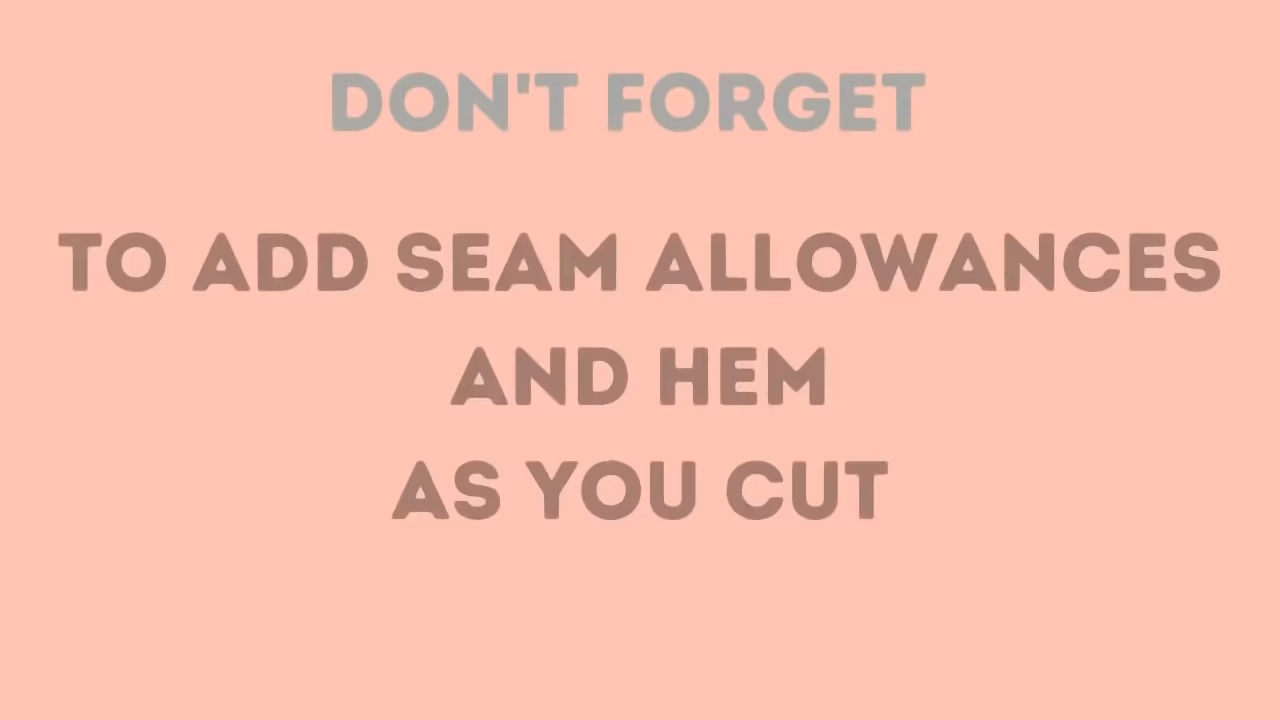 DON'T FORGET
TO ADD SEAM ALLOWANCES
AND HEM
AS YOU CUT